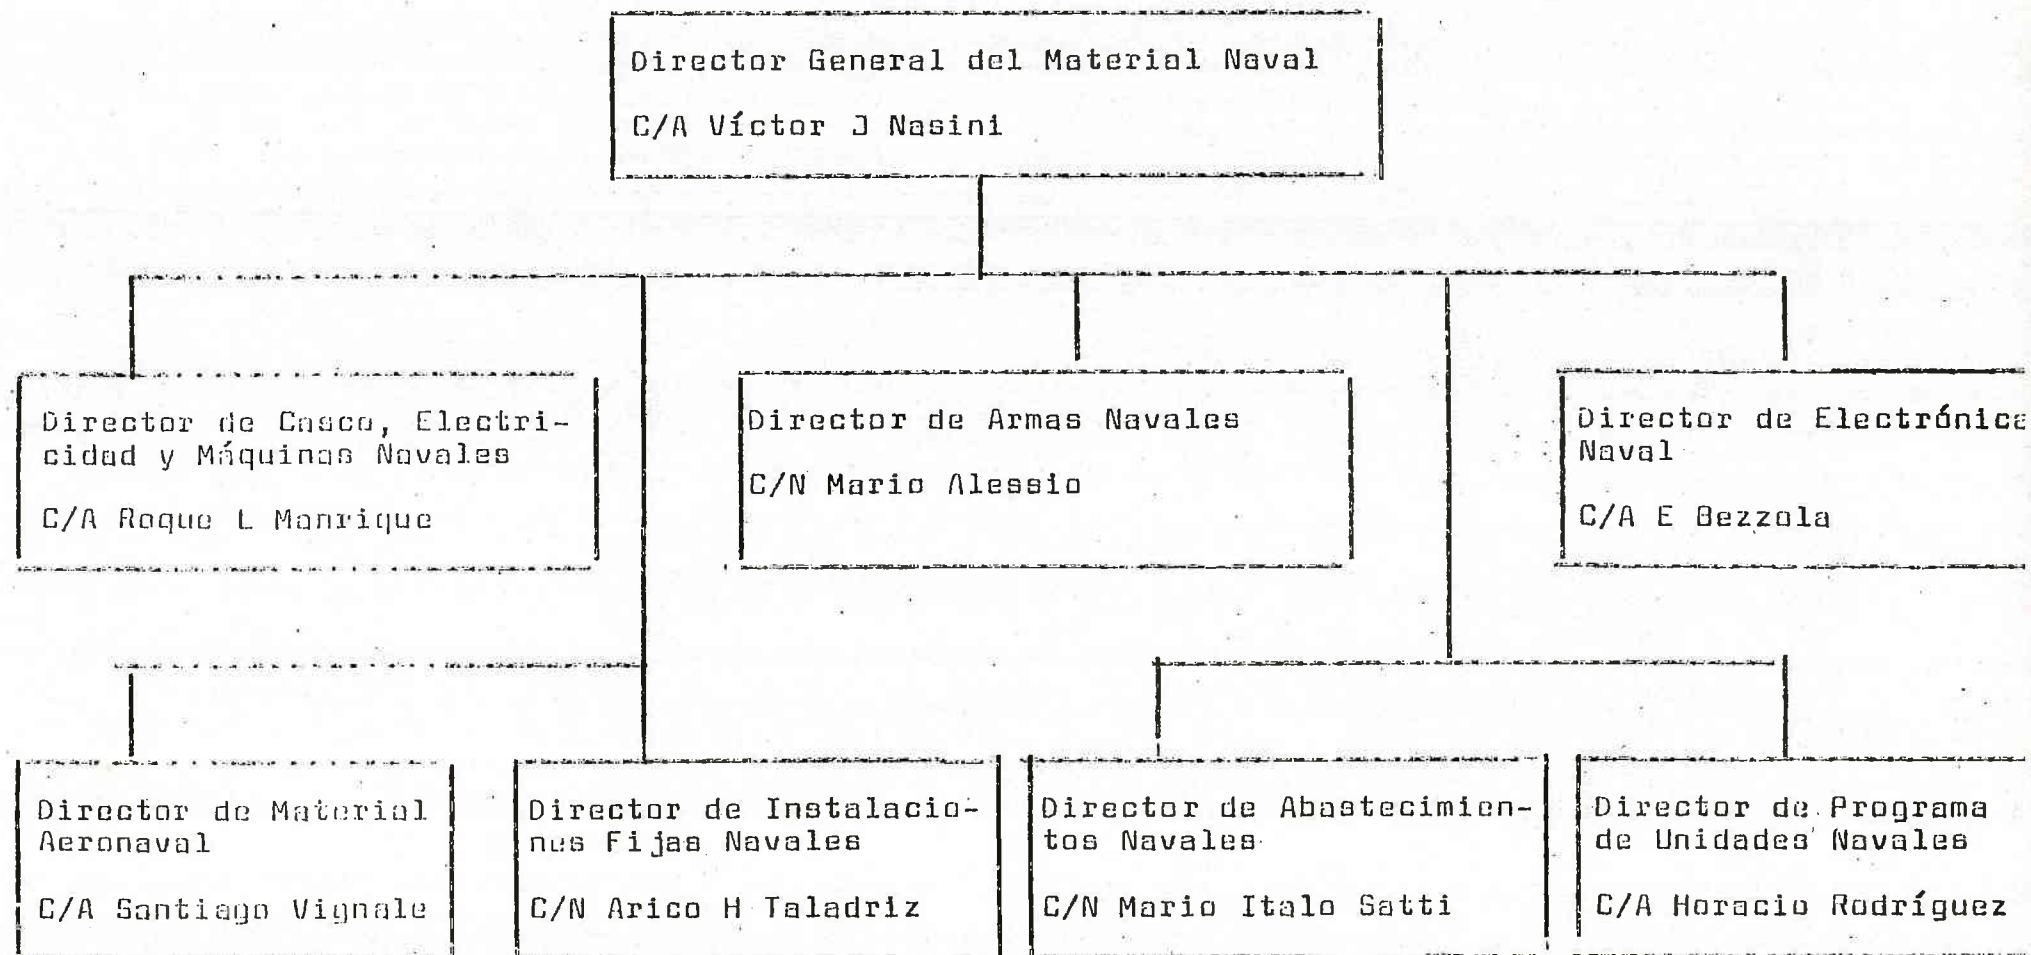 Director General del Material Naval
C/A Víctor J Nasini
Director de Casco, Electri-
cidad y Máquinas Navales
C/A Roque L Manrique
Director de Armas Navales
C/N Mario Alessio
Director de Electrónica
Naval
C/A E Bezzola
Director de Material
Aeronaval
C/A Santiago Vignale
Director de Instalacio-
nes Fijas Navales
C/N Arico H Taladriz
Director de Abastecimien-
tos Navales
C/N Mario Italo Satti
Director de Programa
de Unidades Navales
C/A Horacio Rodríguez